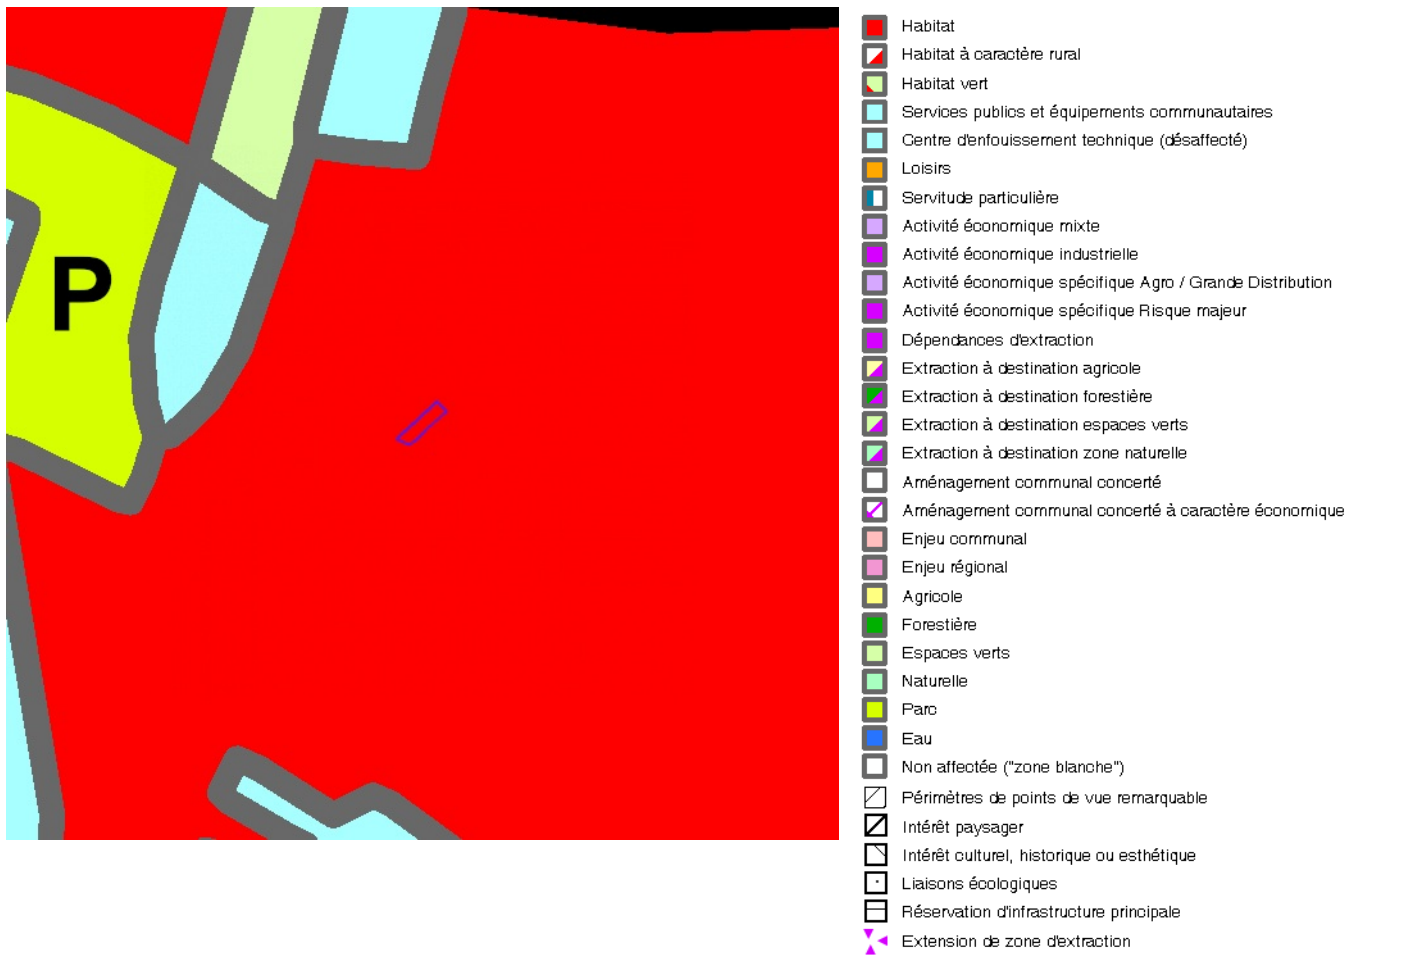 P
Habitat
Habitat à caractère rural
Habitat vert
Services publics et équipements communautaires
Centre d'enfouissement technique (désaffecté)
Loisirs
Servitude particulière
Activité économique mixte
Activité économique industrielle
Activité économique spécifique Agro / Grande Distribution
Activité économique spécifique Risque majeur
Dépendances d'extraction
Extraction à destination agricole
Extraction à destination forestière
Extraction à destination espaces verts
Extraction à destination zone naturelle
Aménagement communal concerté
Aménagement communal concerté à caractère économique
Enjeu communal
Enjeu régional
Agricole
Forestière
Espaces verts
Naturelle
Parc
Eau
Non affectée ("zone blanche")
Périmètres de points de vue remarquable
Intérêt paysager
Intérêt culturel, historique ou esthétique
Liaisons écologiques
Réservation d'infrastructure principale
Extension de zone d'extraction